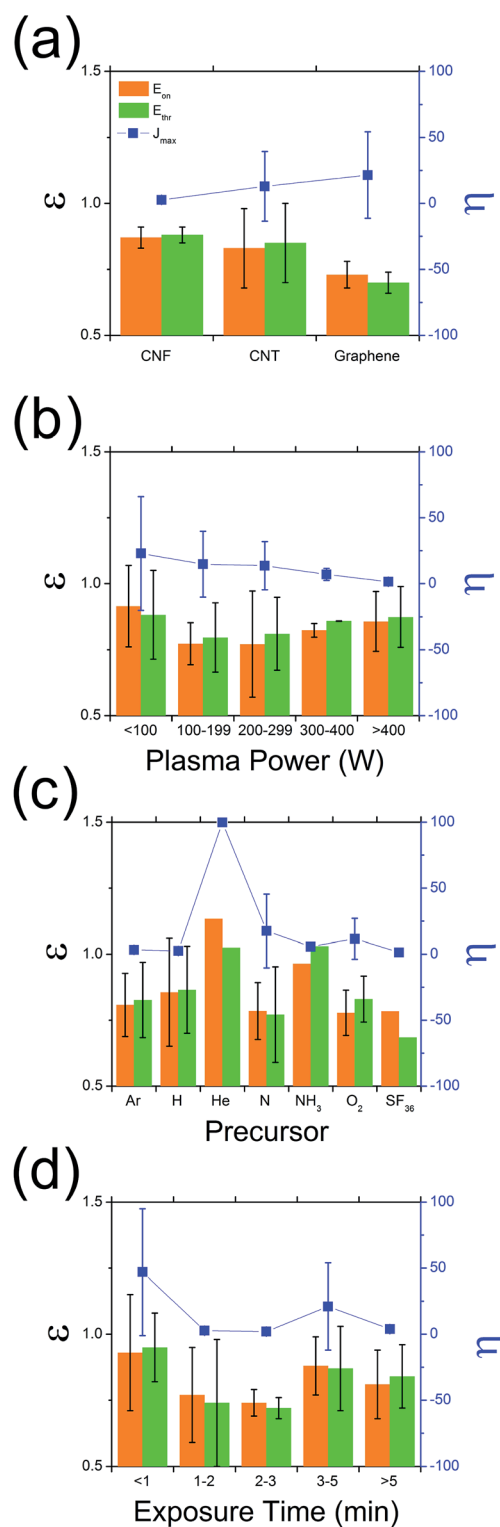 (a)
1.5
100
E_on
E_thr
J_max
50
ε
1.0
0
η
-50
0.5
-100
CNF CNT Graphene
(b)
1.5
100
50
ε
1.0
0
η
-50
0.5
-100
<100 100-199 200-299 300-400 >400
Plasma Power (W)
(c)
1.5
100
50
ε
1.0
0
η
-50
0.5
-100
Ar H He N NH_3 O_2 SF_36
Precursor
(d)
1.5
100
50
ε
1.0
0
η
-50
0.5
-100
<1 1-2 2-3 3-5 >5
Exposure Time (min)